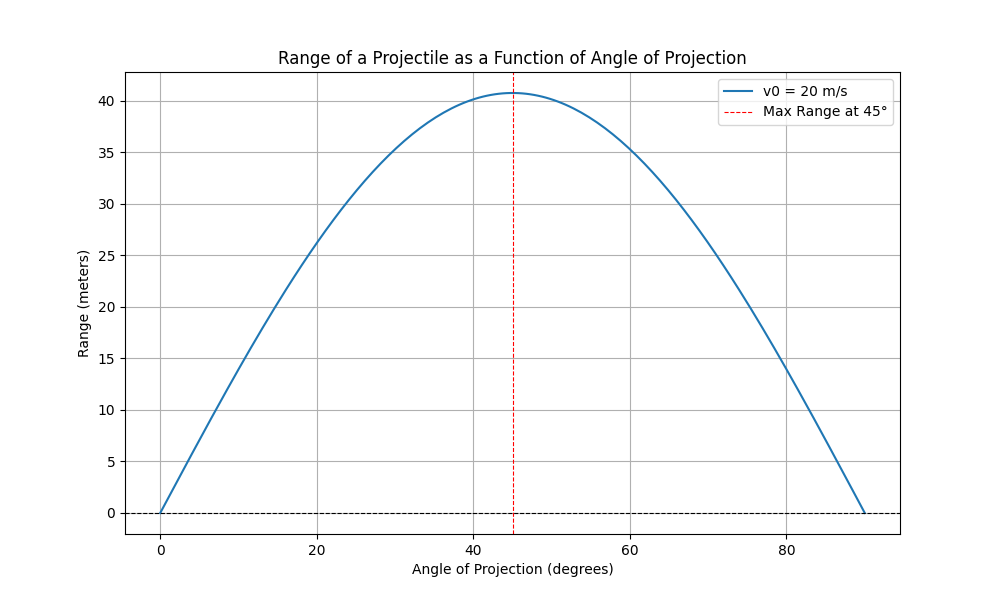 Range of a Projectile as a Function of Angle of Projection
v0 = 20 m/s
Max Range at 45°
Range (meters)
40
35
30
25
20
15
10
5
0
0 20 40 60 80
Angle of Projection (degrees)